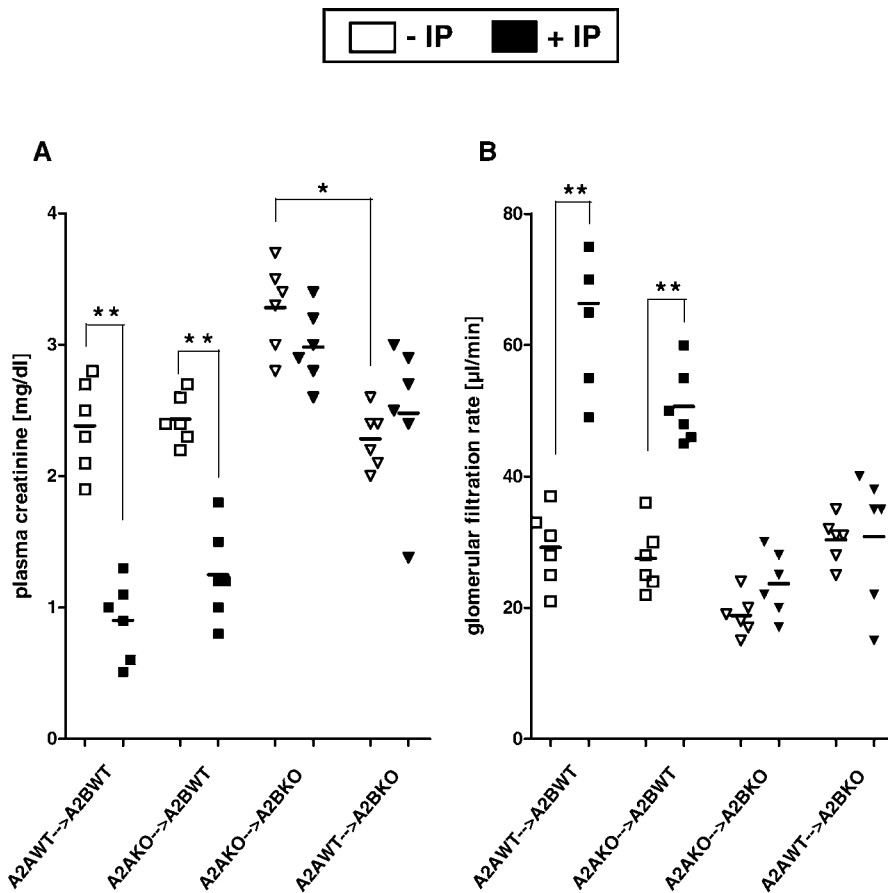 - IP + IP
A B
* **
4 80
** **
** 3 60
plasma creatinine [mg/dl]
glomerular filtration rate [µl/min]
2 40
1 20
0 0
A2AWT-->A2BWT
A2AKO-->A2BWT
A2AKO-->A2BKO
A2AWT-->A2BKO
A2AWT-->A2BWT
A2AKO-->A2BWT
A2AKO-->A2BKO
A2AWT-->A2BKO